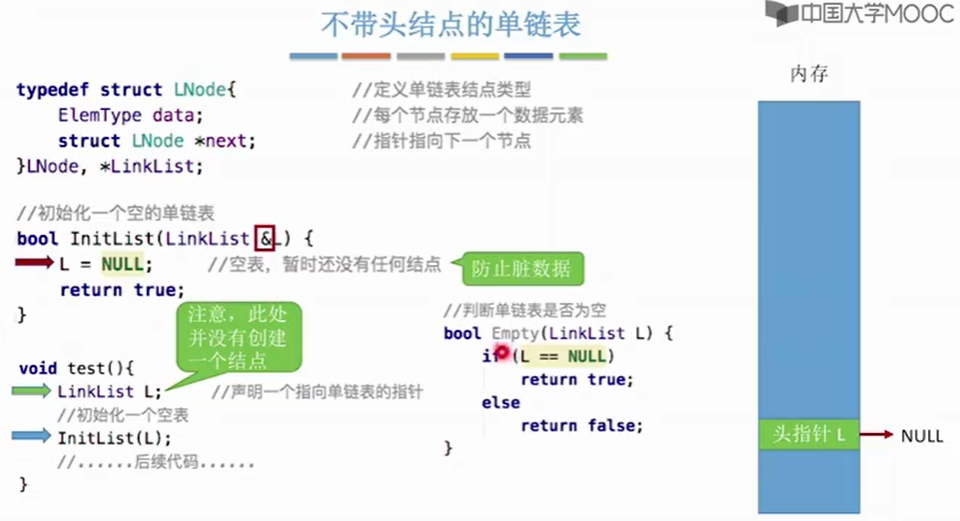 不带头结点的单链表
中国大学MOOC
typedef struct LNode{ //定义单链表结点类型
ElemType data; //每个节点存放一个数据元素
struct LNode *next; //指针指向下一个节点
}LNode, *LinkList;
//初始化一个空的单链表
bool InitList(LinkList &L) {
L = NULL; //空表，暂时还没有任何结点
防止脏数据
return true;
}
注意，此处
并没有创建
一个结点
void test(){
LinkList L; //声明一个指向单链表的指针
//初始化一个空表
InitList(L);
//......后续代码......
}
//判断单链表是否为空
bool Empty(LinkList L) {
if (L == NULL)
return true;
else
return false;
}
内存
头指针 L
NULL